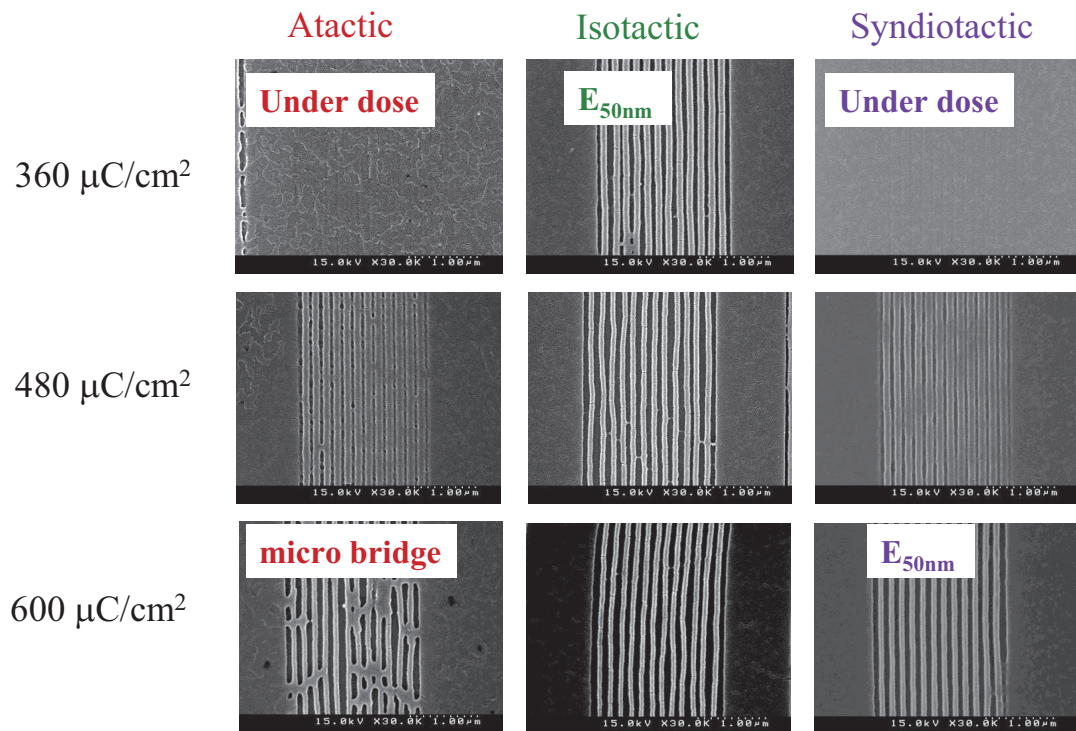 Atactic Isotactic Syndiotactic
Under dose E50nm Under dose
360 μC/cm2
15.0kV X30.0K 1.00μm 15.0kV X30.0K 1.00μm 15.0kV X30.0K 1.00μm
480 μC/cm2
15.0kV X30.0K 1.00μm 15.0kV X30.0K 1.00μm 15.0kV X30.0K 1.00μm
micro bridge E50nm
600 μC/cm2
15.0kV X30.0K 1.00μm 15.0kV X30.0K 1.00μm 15.0kV X30.0K 1.00μm